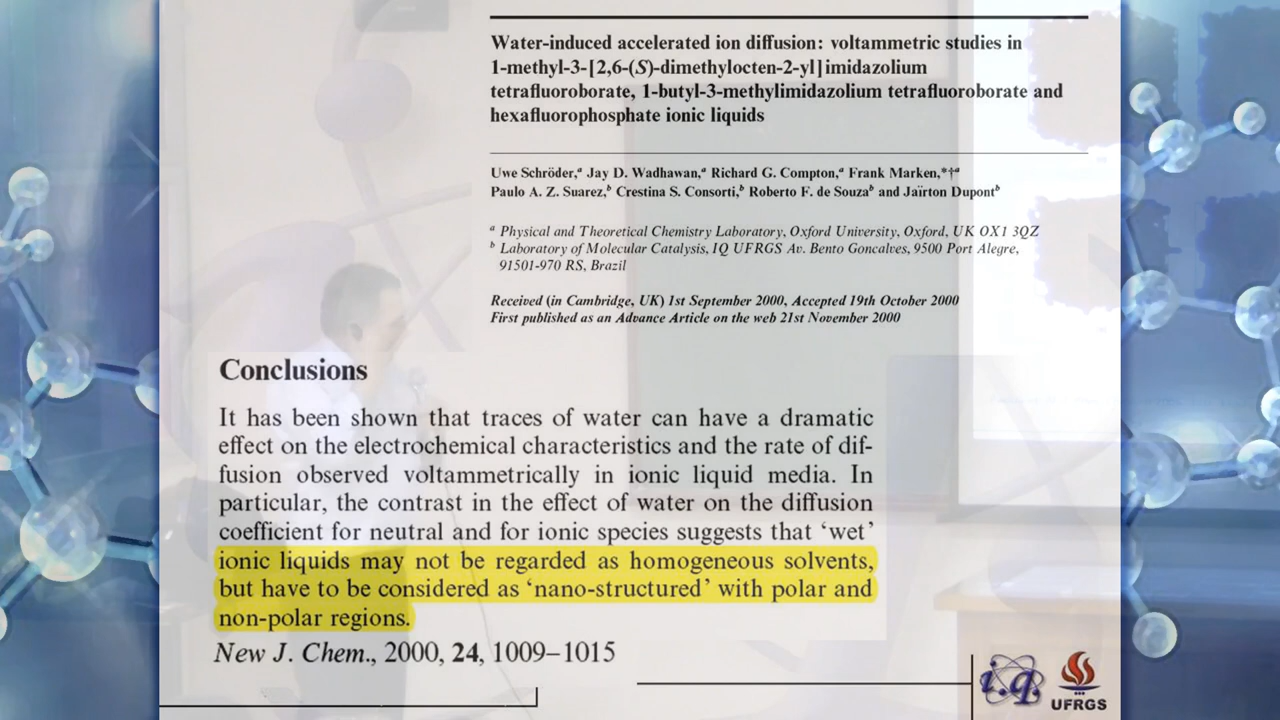 Water-induced accelerated ion diffusion: voltammetric studies in
1-methyl-3-[2,6-(S)-dimethylocten-2-yl]imidazolium
tetrafluoroborate, 1-butyl-3-methylimidazolium tetrafluoroborate and
hexafluorophosphate ionic liquids
Uwe Schröder,ᵃ Jay D. Wadhawan,ᵃ Richard G. Compton,ᵃ Frank Marken,*†ᵃ
Paulo A. Z. Suarez,ᵇ Crestina S. Consorti,ᵇ Roberto F. de Souzaᵇ and Jaïrton Dupontᵇ
ᵃ Physical and Theoretical Chemistry Laboratory, Oxford University, Oxford, UK OX1 3QZ
ᵇ Laboratory of Molecular Catalysis, IQ UFRGS Av. Bento Goncalves, 9500 Port Alegre,
91501-970 RS, Brazil
Received (in Cambridge, UK) 1st September 2000, Accepted 19th October 2000
First published as an Advance Article on the web 21st November 2000
Conclusions
It has been shown that traces of water can have a dramatic
effect on the electrochemical characteristics and the rate of dif-
fusion observed voltammetrically in ionic liquid media. In
particular, the contrast in the effect of water on the diffusion
coefficient for neutral and for ionic species suggests that ‘wet’
ionic liquids may not be regarded as homogeneous solvents,
but have to be considered as ‘nano-structured’ with polar and
non-polar regions.
New J. Chem., 2000, 24, 1009–1015
i.q.
UFRGS